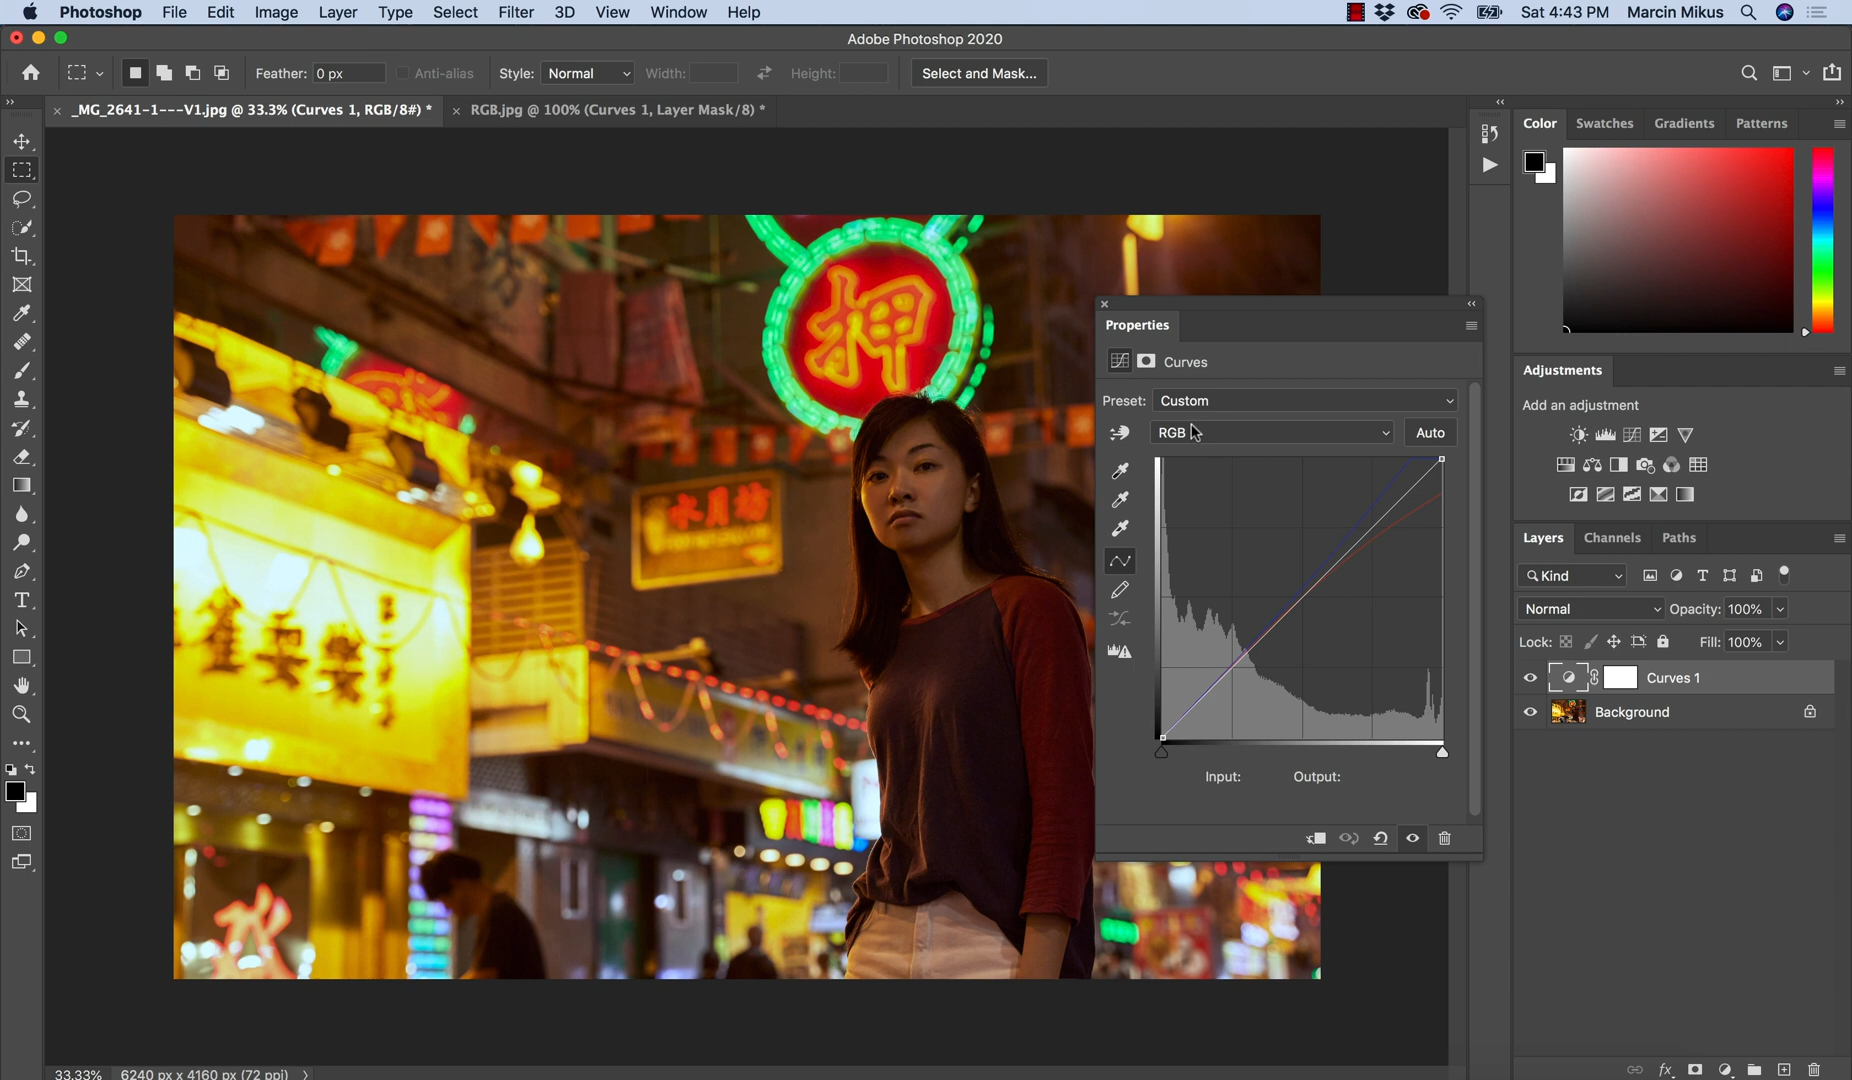 Photoshop File Edit Image Layer Type Select Filter 3D View Window Help Sat 4:43 PM Marcin Mikus
Adobe Photoshop 2020
Feather: 0 px Anti-alias Style: Normal Width: Height: Select and Mask...
_MG_2641-1---V1.jpg @ 33.3% (Curves 1, RGB/8#) * RGB.jpg @ 100% (Curves 1, Layer Mask/8) *
Color Swatches Gradients Patterns
押
水月坊
Properties
Curves
Preset: Custom
RGB Auto
Input: Output:
Adjustments
Add an adjustment
Layers Channels Paths
Kind
Normal Opacity: 100%
Lock: Fill: 100%
Curves 1
Background
33.33% 6240 px x 4160 px (72 ppi)